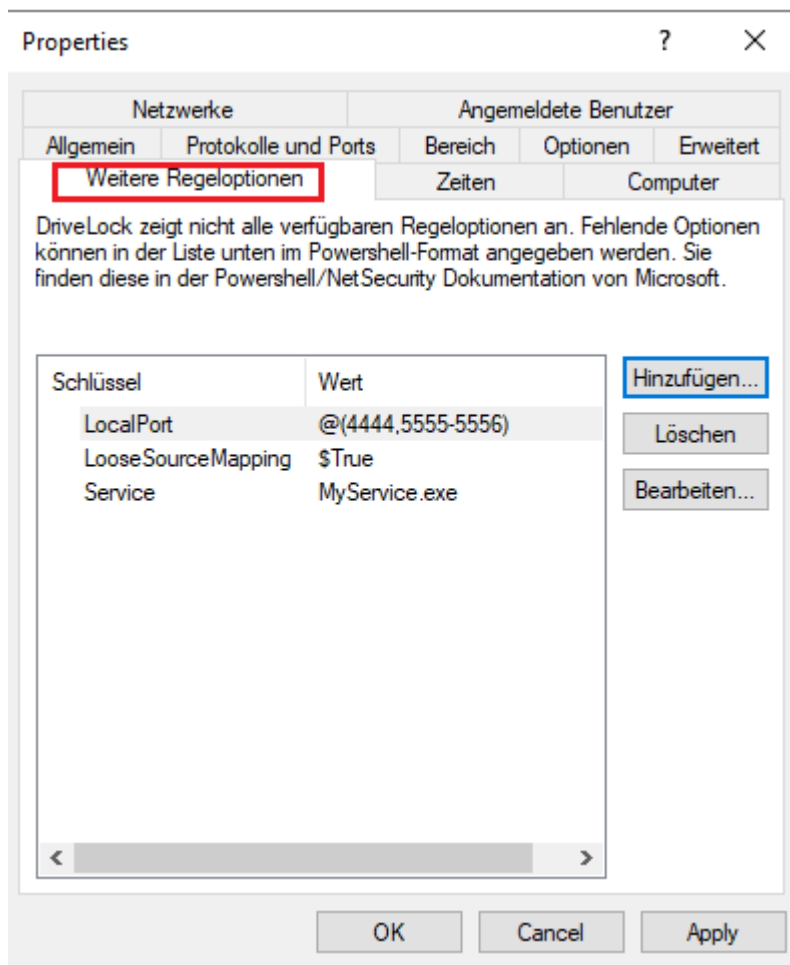 Properties ? ×
Netzwerke Angemeldete Benutzer
Allgemein Protokolle und Ports Bereich Optionen Erweitert
Weitere Regeloptionen Zeiten Computer
DriveLock zeigt nicht alle verfügbaren Regeloptionen an. Fehlende Optionen
können in der Liste unten im Powershell-Format angegeben werden. Sie
finden diese in der Powershell/NetSecurity Dokumentation von Microsoft.
Schlüssel Wert
LocalPort @(4444,5555-5556)
LooseSourceMapping $True
Service MyService.exe
Hinzufügen...
Löschen
Bearbeiten...
OK Cancel Apply